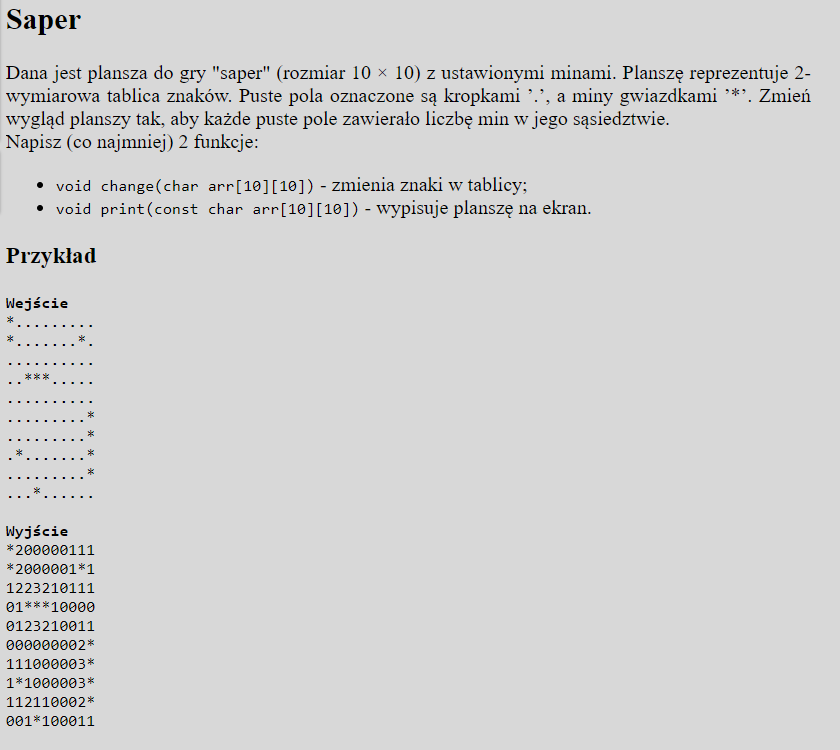 Saper
Dana jest plansza do gry "saper" (rozmiar 10 × 10) z ustawionymi minami. Planszę reprezentuje 2-
wymiarowa tablica znaków. Puste pola oznaczone są kropkami ’.’, a miny gwiazdkami ’*’. Zmień
wygląd planszy tak, aby każde puste pole zawierało liczbę min w jego sąsiedztwie.
Napisz (co najmniej) 2 funkcje:
• void change(char arr[10][10]) - zmienia znaki w tablicy;
• void print(const char arr[10][10]) - wypisuje planszę na ekran.
Przykład
Wejście
*.........
*.......*.
..........
..***.....
..........
.........*
.........*
.*.......*
.........*
...*......
Wyjście
*200000111
*2000001*1
1223210111
01***10000
0123210011
000000002*
111000003*
1*1000003*
112110002*
001*100011